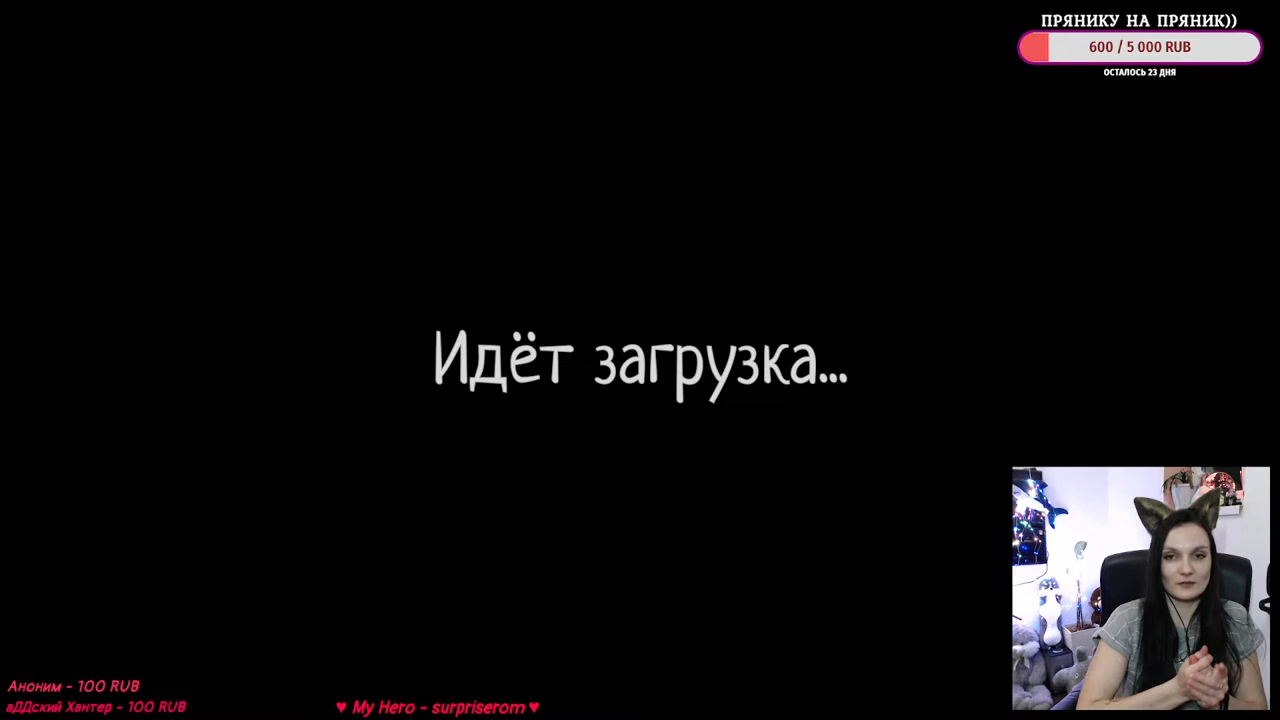 ПРЯНИКУ НА ПРЯНИК))
600 / 5 000 RUB
ОСТАЛОСЬ 23 ДНЯ
Идёт загрузка...
Аноним - 100 RUB
аДДский Хантер - 100 RUB
♥ My Hero - surpriserom ♥